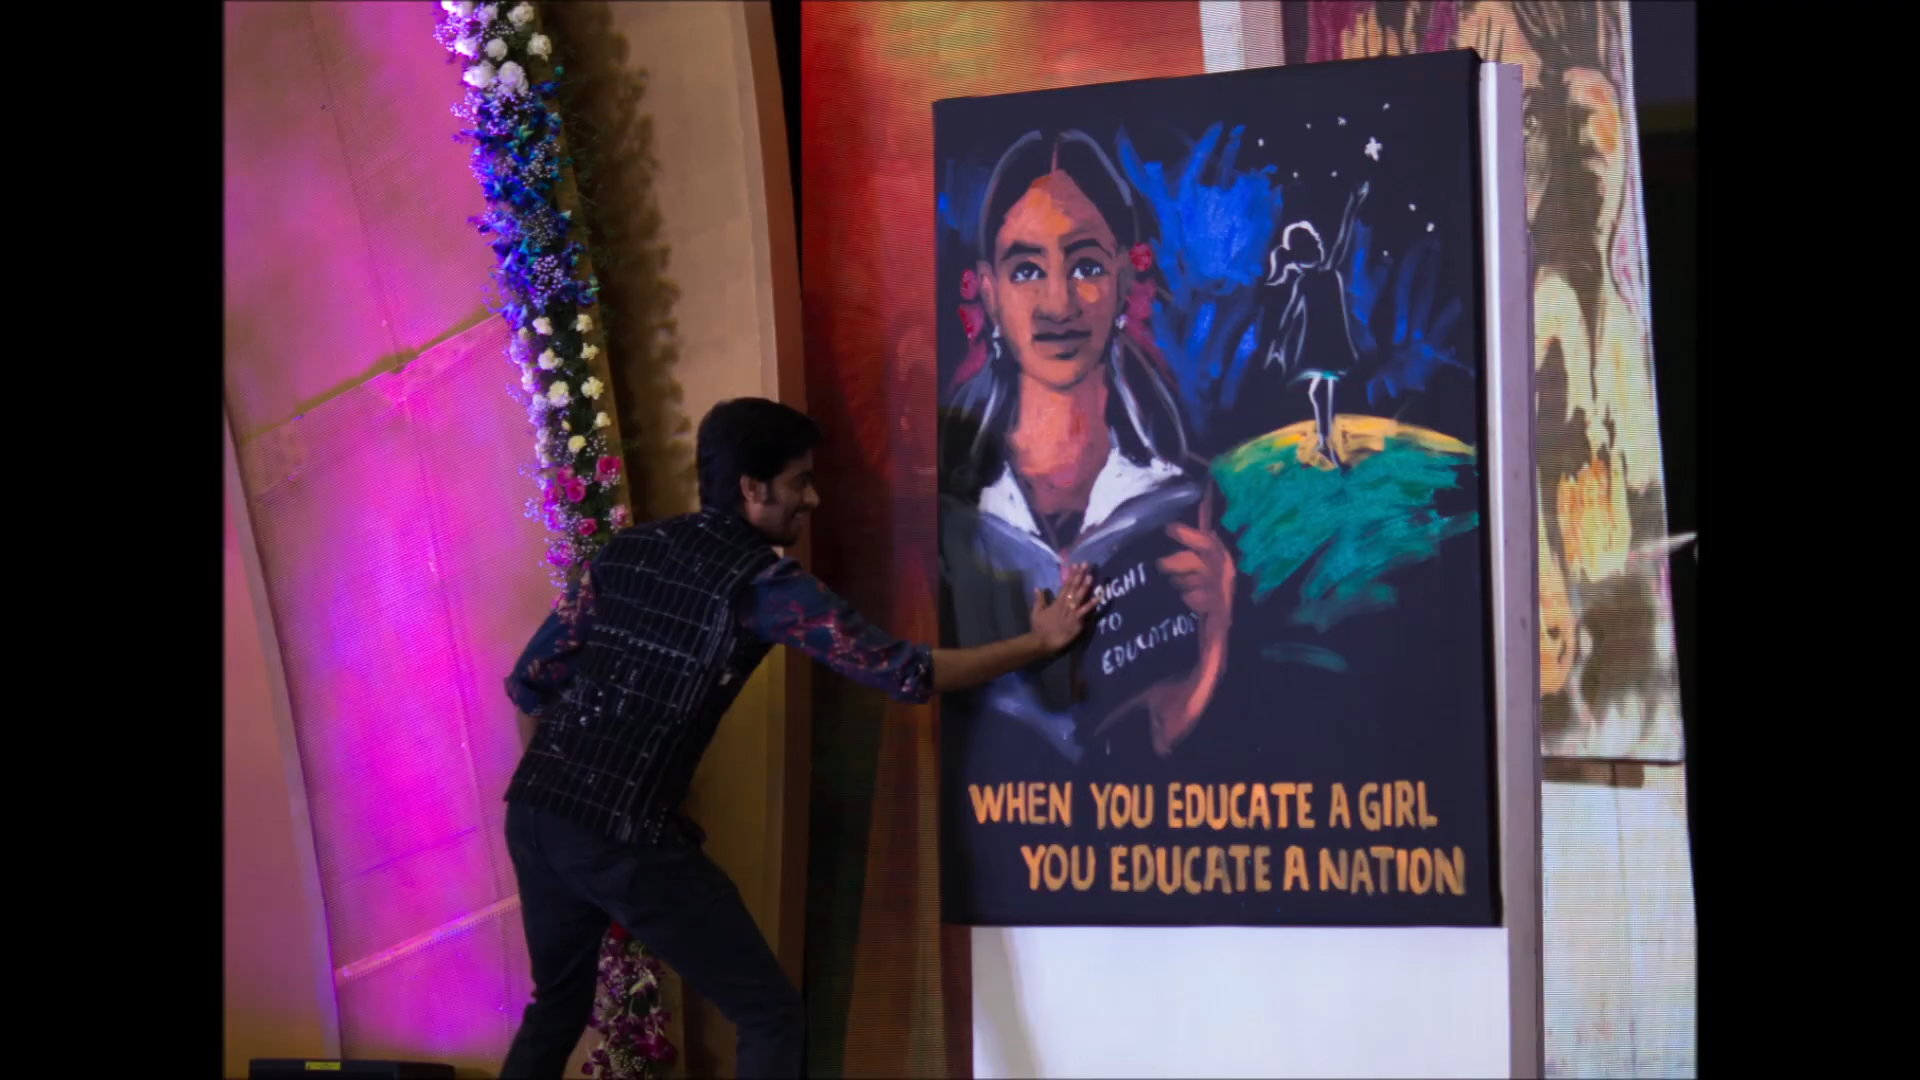 RIGHT
TO
EDUCATION
WHEN YOU EDUCATE A GIRL
YOU EDUCATE A NATION